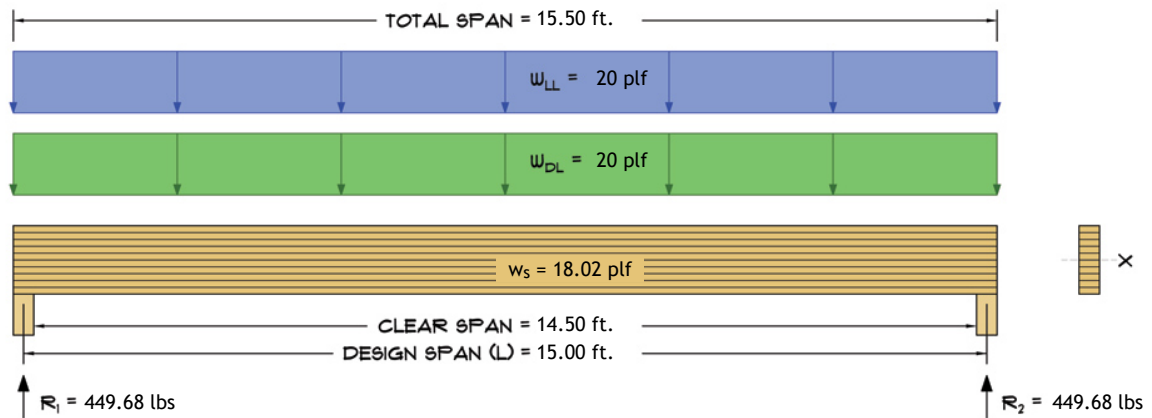 TOTAL SPAN = 15.50 ft.
WLL = 20 plf
WDL = 20 plf
ws = 18.02 plf
X
CLEAR SPAN = 14.50 ft.
DESIGN SPAN (L) = 15.00 ft.
R1 = 449.68 lbs
R2 = 449.68 lbs